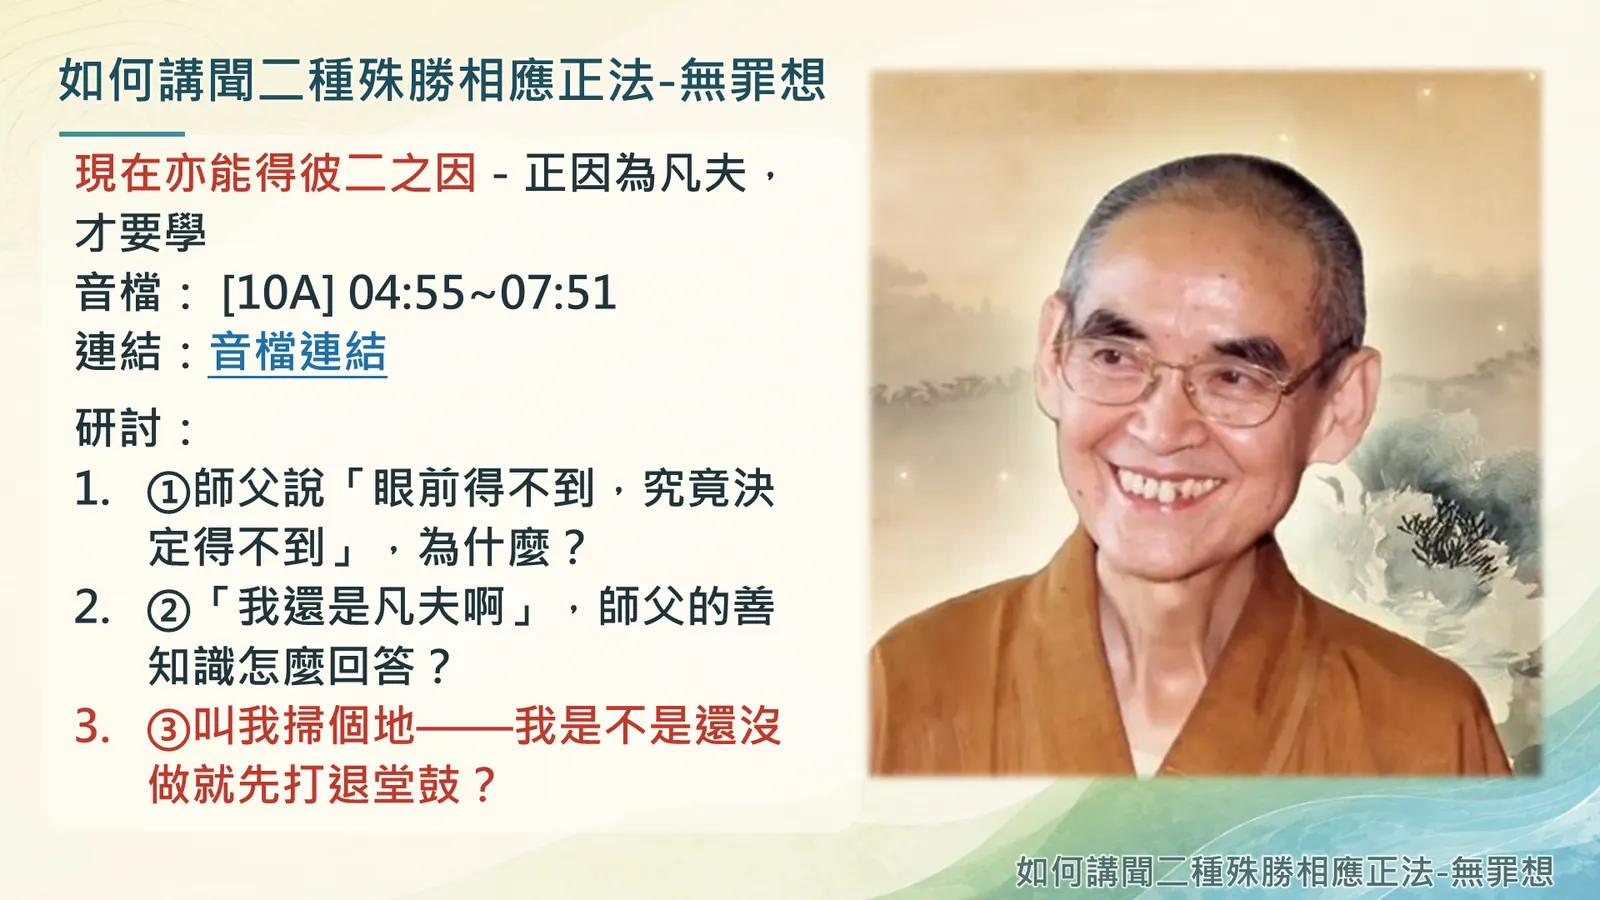 如何講聞二種殊勝相應正法-無罪想
現在亦能得彼二之因 - 正因為凡夫，
才要學
音檔： [10A] 04:55~07:51
連結：音檔連結
研討：
1. ①師父說「眼前得不到，究竟決
定得不到」，為什麼？
2. ②「我還是凡夫啊」，師父的善
知識怎麼回答？
3. ③叫我掃個地——我是不是還沒
做就先打退堂鼓？
如何講聞二種殊勝相應正法-無罪想